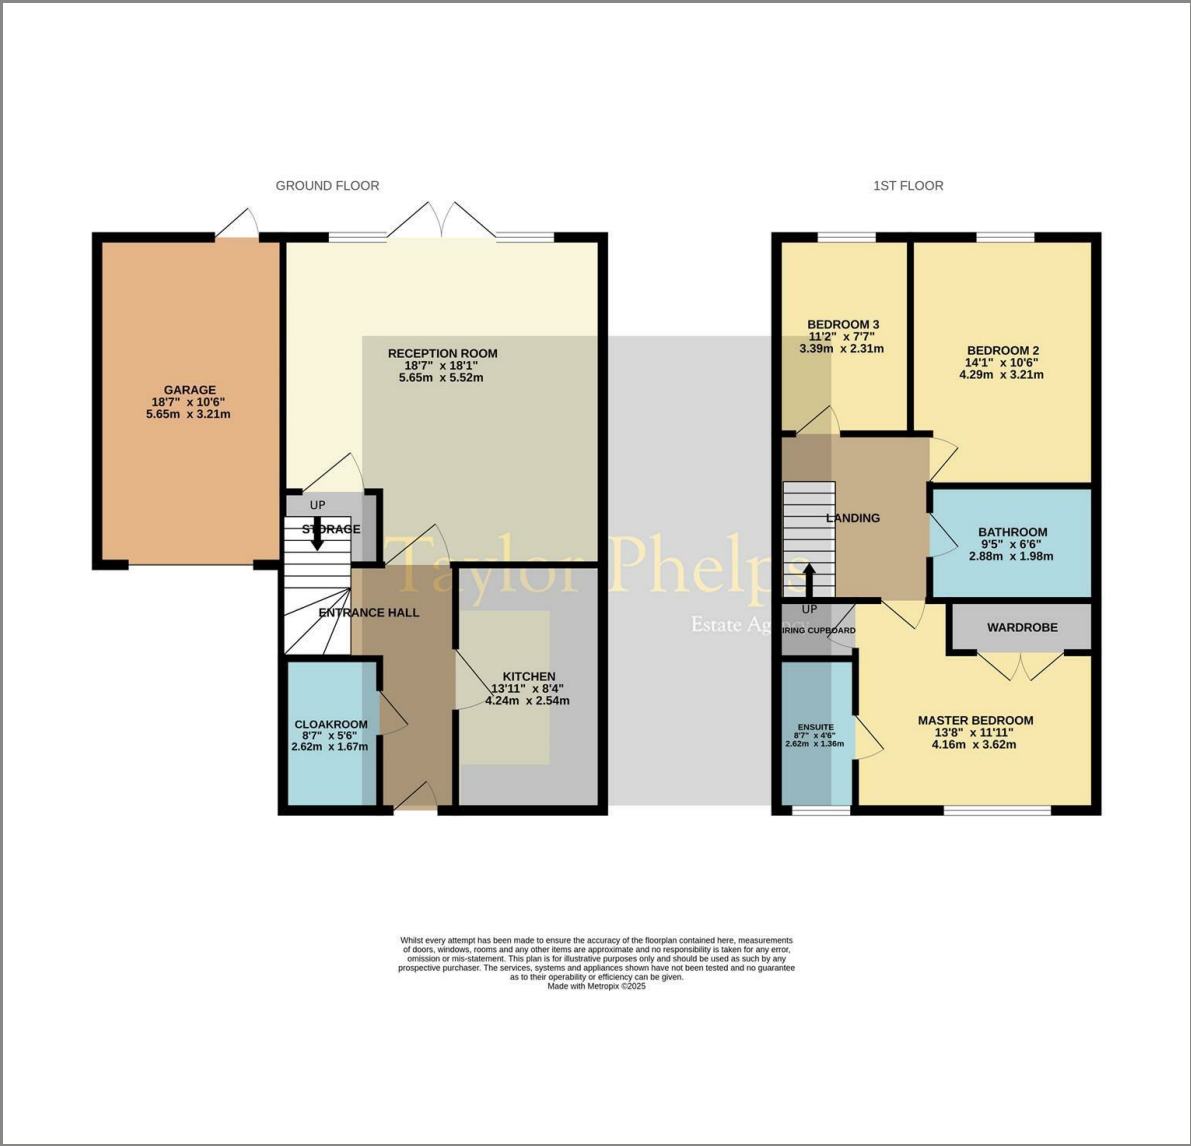 GROUND FLOOR
1ST FLOOR
GARAGE
18'7" x 10'6"
5.65m x 3.21m
RECEPTION ROOM
18'7" x 18'1"
5.65m x 5.52m
UP
STORAGE
ENTRANCE HALL
CLOAKROOM
8'7" x 5'6"
2.62m x 1.67m
KITCHEN
13'11" x 8'4"
4.24m x 2.54m
Taylor Phelps
Estate Agency
BEDROOM 3
11'2" x 7'7"
3.39m x 2.31m
BEDROOM 2
14'1" x 10'6"
4.29m x 3.21m
LANDING
BATHROOM
9'5" x 6'6"
2.88m x 1.98m
UP
IRING CUPBOARD
WARDROBE
ENSUITE
8'7" x 4'6"
2.62m x 1.36m
MASTER BEDROOM
13'8" x 11'11"
4.16m x 3.62m
Whilst every attempt has been made to ensure the accuracy of the floorplan contained here, measurements
of doors, windows, rooms and any other items are approximate and no responsibility is taken for any error,
omission or mis-statement. This plan is for illustrative purposes only and should be used as such by any
prospective purchaser. The services, systems and appliances shown have not been tested and no guarantee
as to their operability or efficiency can be given.
Made with Metropix ©2025